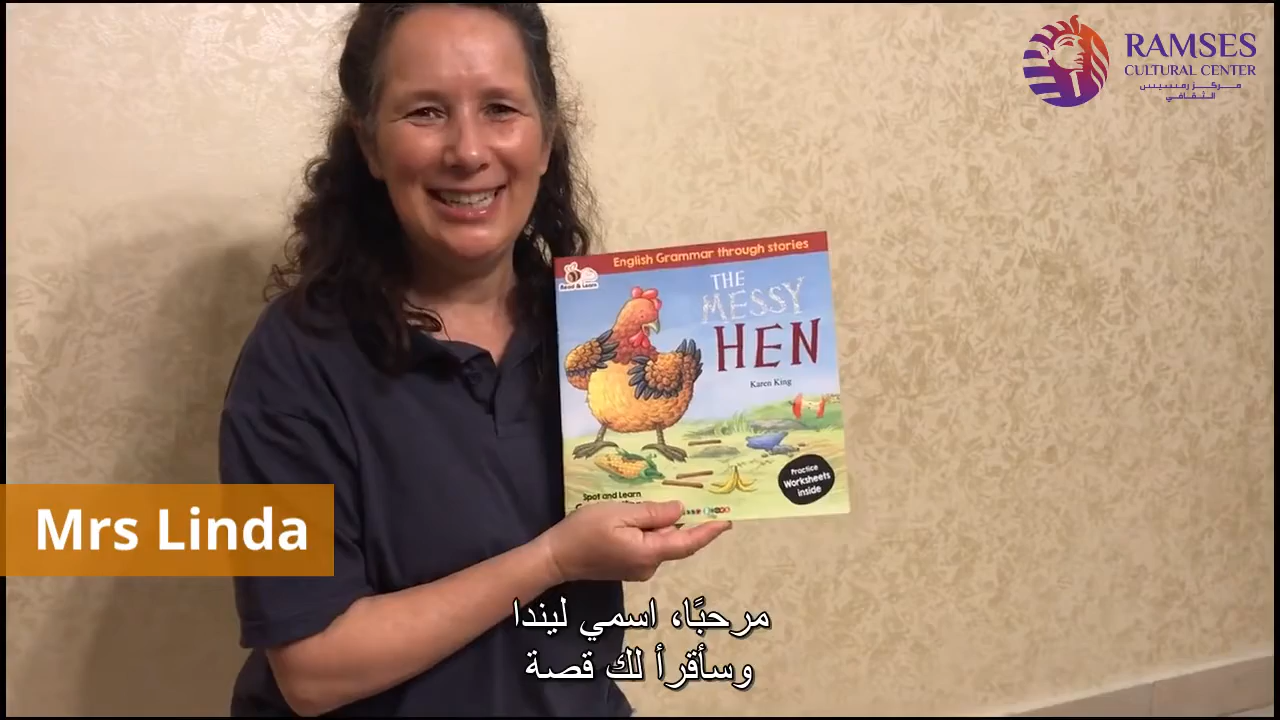 RAMSES
CULTURAL CENTER
مركز رمسيس
الثقافي
English Grammar through stories
Read & Learn
THE
MESSY
HEN
Karen King
Practice
Worksheets
inside
Spot and Learn
Mrs Linda
مرحبًا، اسمي ليندا
وسأقرأ لك قصة